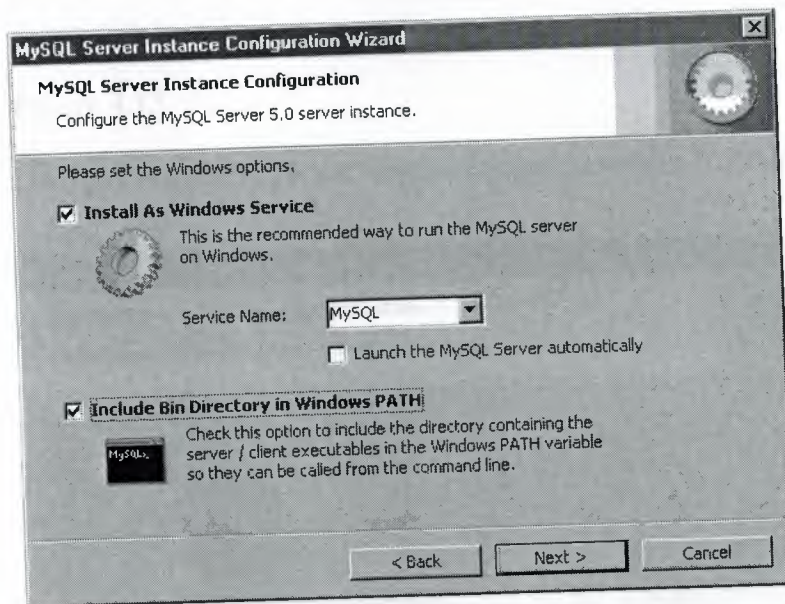 MySQL Server Instance Configuration Wizard
MySQL Server Instance Configuration
Configure the MySQL Server 5.0 server instance.
Please set the Windows options.
Install As Windows Service
This is the recommended way to run the MySQL server
on Windows.
Service Name:
MySQL
Launch the MySQL Server automatically
Include Bin Directory in Windows PATH
MySQL>_
Check this option to include the directory containing the
server / client executables in the Windows PATH variable
so they can be called from the command line.
< Back
Next >
Cancel